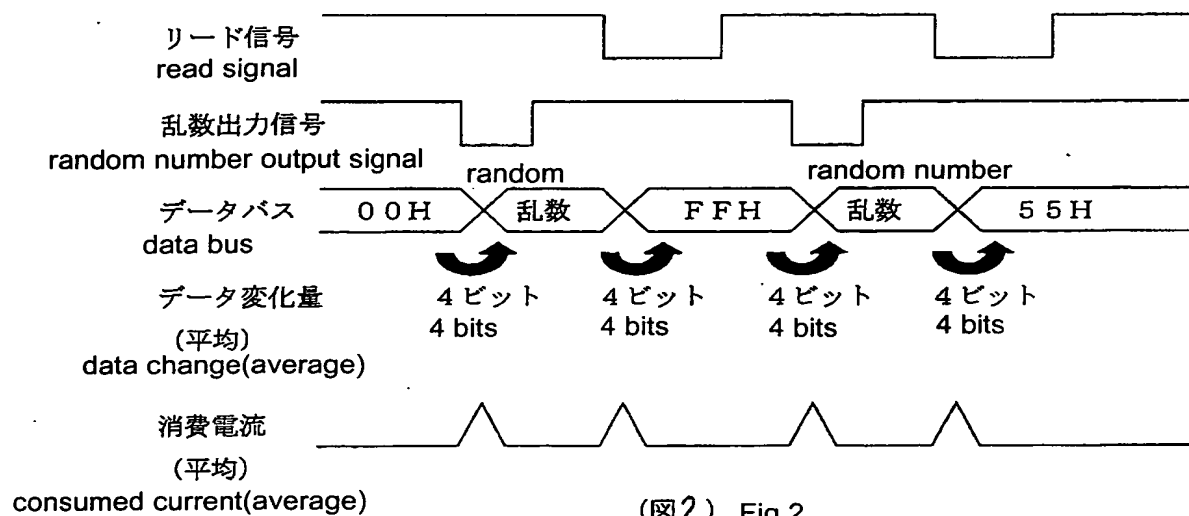 リード信号
read signal
乱数出力信号
random number output signal
random
random number
データバス
００H
乱数
ＦＦH
乱数
５５H
data bus
データ変化量
４ビット
４ビット
４ビット
４ビット
(平均)
4 bits
4 bits
4 bits
4 bits
data change(average)
消費電流
(平均)
consumed current(average)
(図2) Fig.2